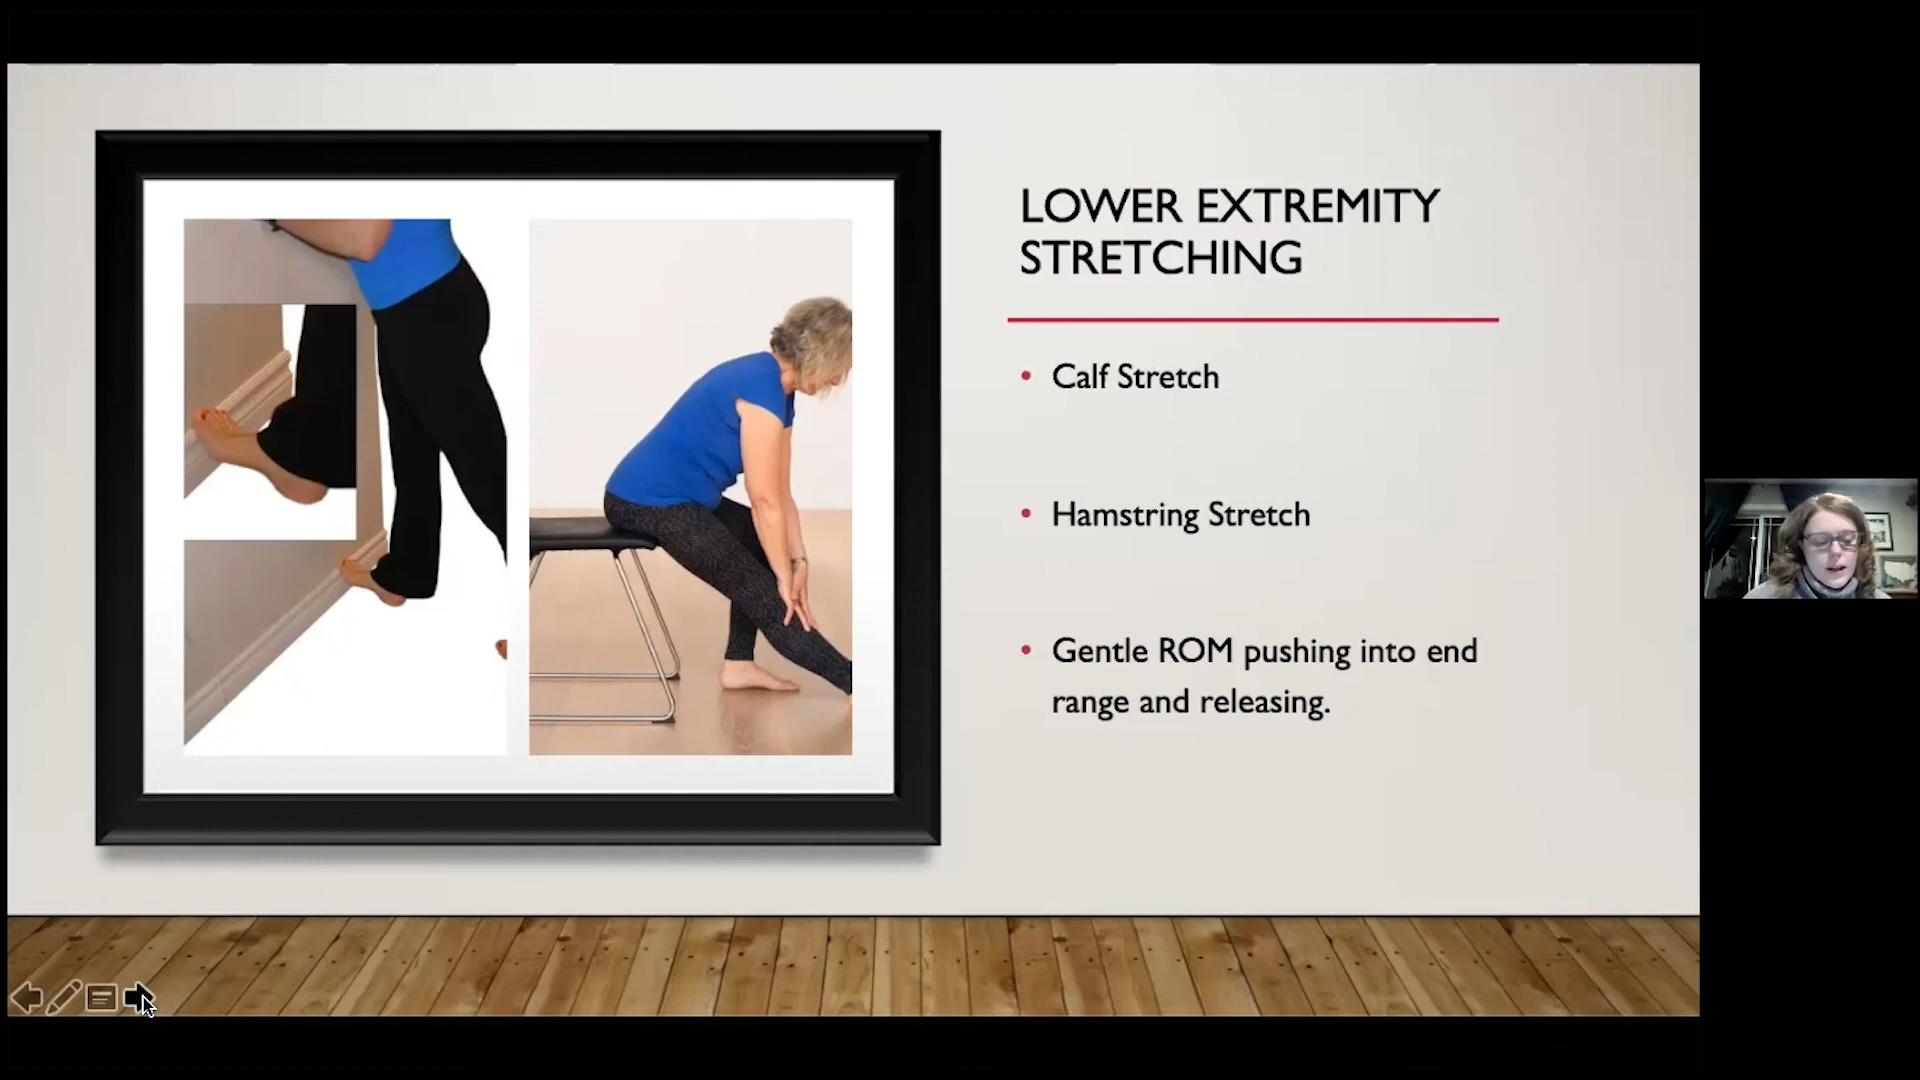 LOWER EXTREMITY
STRETCHING
• Calf Stretch
• Hamstring Stretch
• Gentle ROM pushing into end
range and releasing.